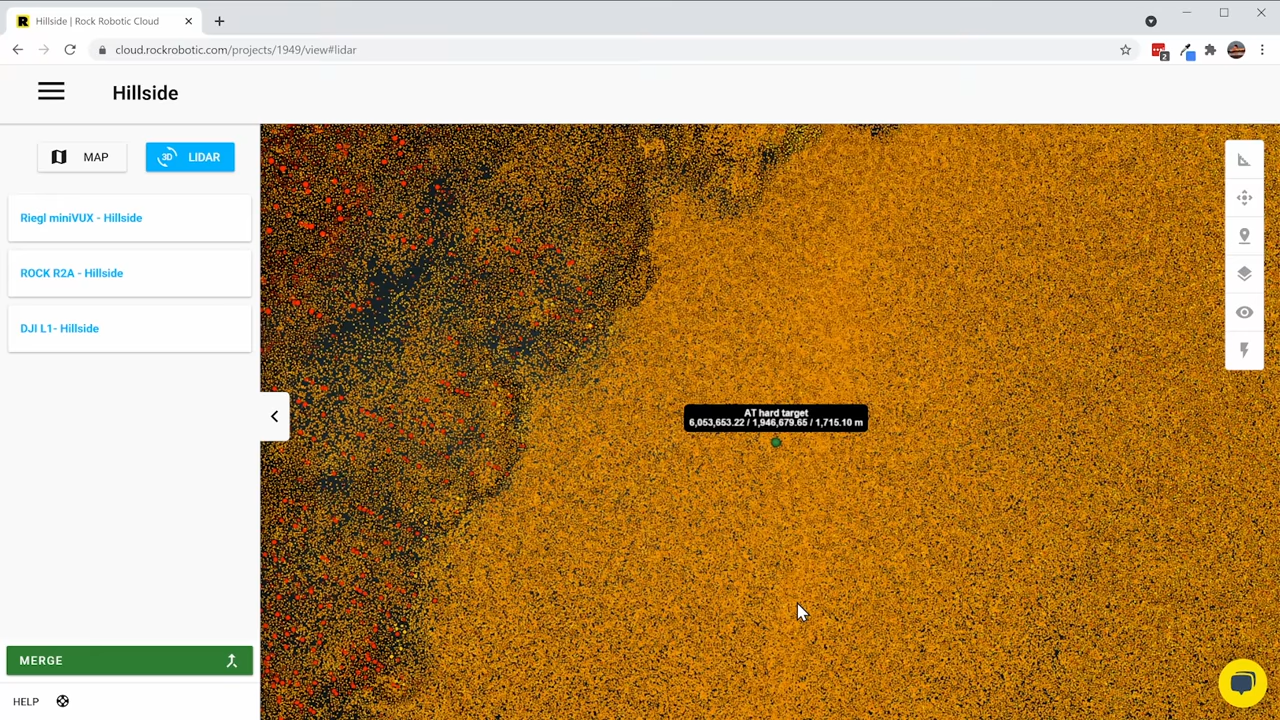 R
Hillside | Rock Robotic Cloud
cloud.rockrobotic.com/projects/1949/view#lidar
2
Hillside
MAP
3D
LIDAR
Riegl miniVUX - Hillside
ROCK R2A - Hillside
DJI L1- Hillside
AT hard target
6,053,653.22 / 1,946,679.65 / 1,715.10 m
MERGE
HELP